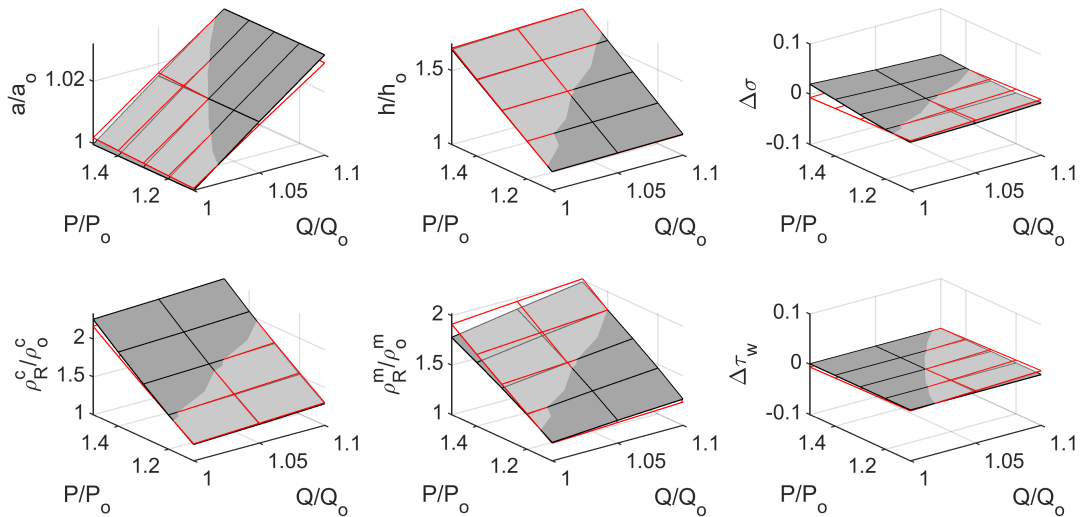 a/a_o
1.02
1
1.4
1.2
1
1.05
1.1
P/P_o
Q/Q_o
h/h_o
1.5
1
1.4
1.2
1
1.05
1.1
P/P_o
Q/Q_o
Δσ
0.1
0
-0.1
1.4
1.2
1
1.05
1.1
P/P_o
Q/Q_o
ρ_R^c/ρ_o^c
2
1.5
1
1.4
1.2
1
1.05
1.1
P/P_o
Q/Q_o
ρ_R^m/ρ_o^m
2
1.5
1
1.4
1.2
1
1.05
1.1
P/P_o
Q/Q_o
Δτ_w
0.1
0
-0.1
1.4
1.2
1
1.05
1.1
P/P_o
Q/Q_o